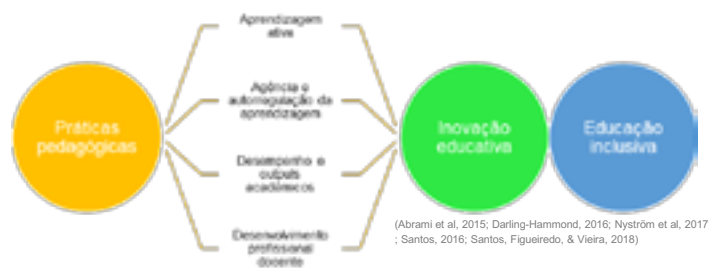 Práticas
pedagógicas
Aprendizagem
ativa
Agência e
autorregulação da
aprendizagem
Desempenho e
outputs
académicos
Desenvolvimento
profissional
docente
Inovação
educativa
Educação
inclusiva
(Abrami et al, 2015; Darling-Hammond, 2016; Nyström et al, 2017
; Santos, 2016; Santos, Figueiredo, & Vieira, 2018)